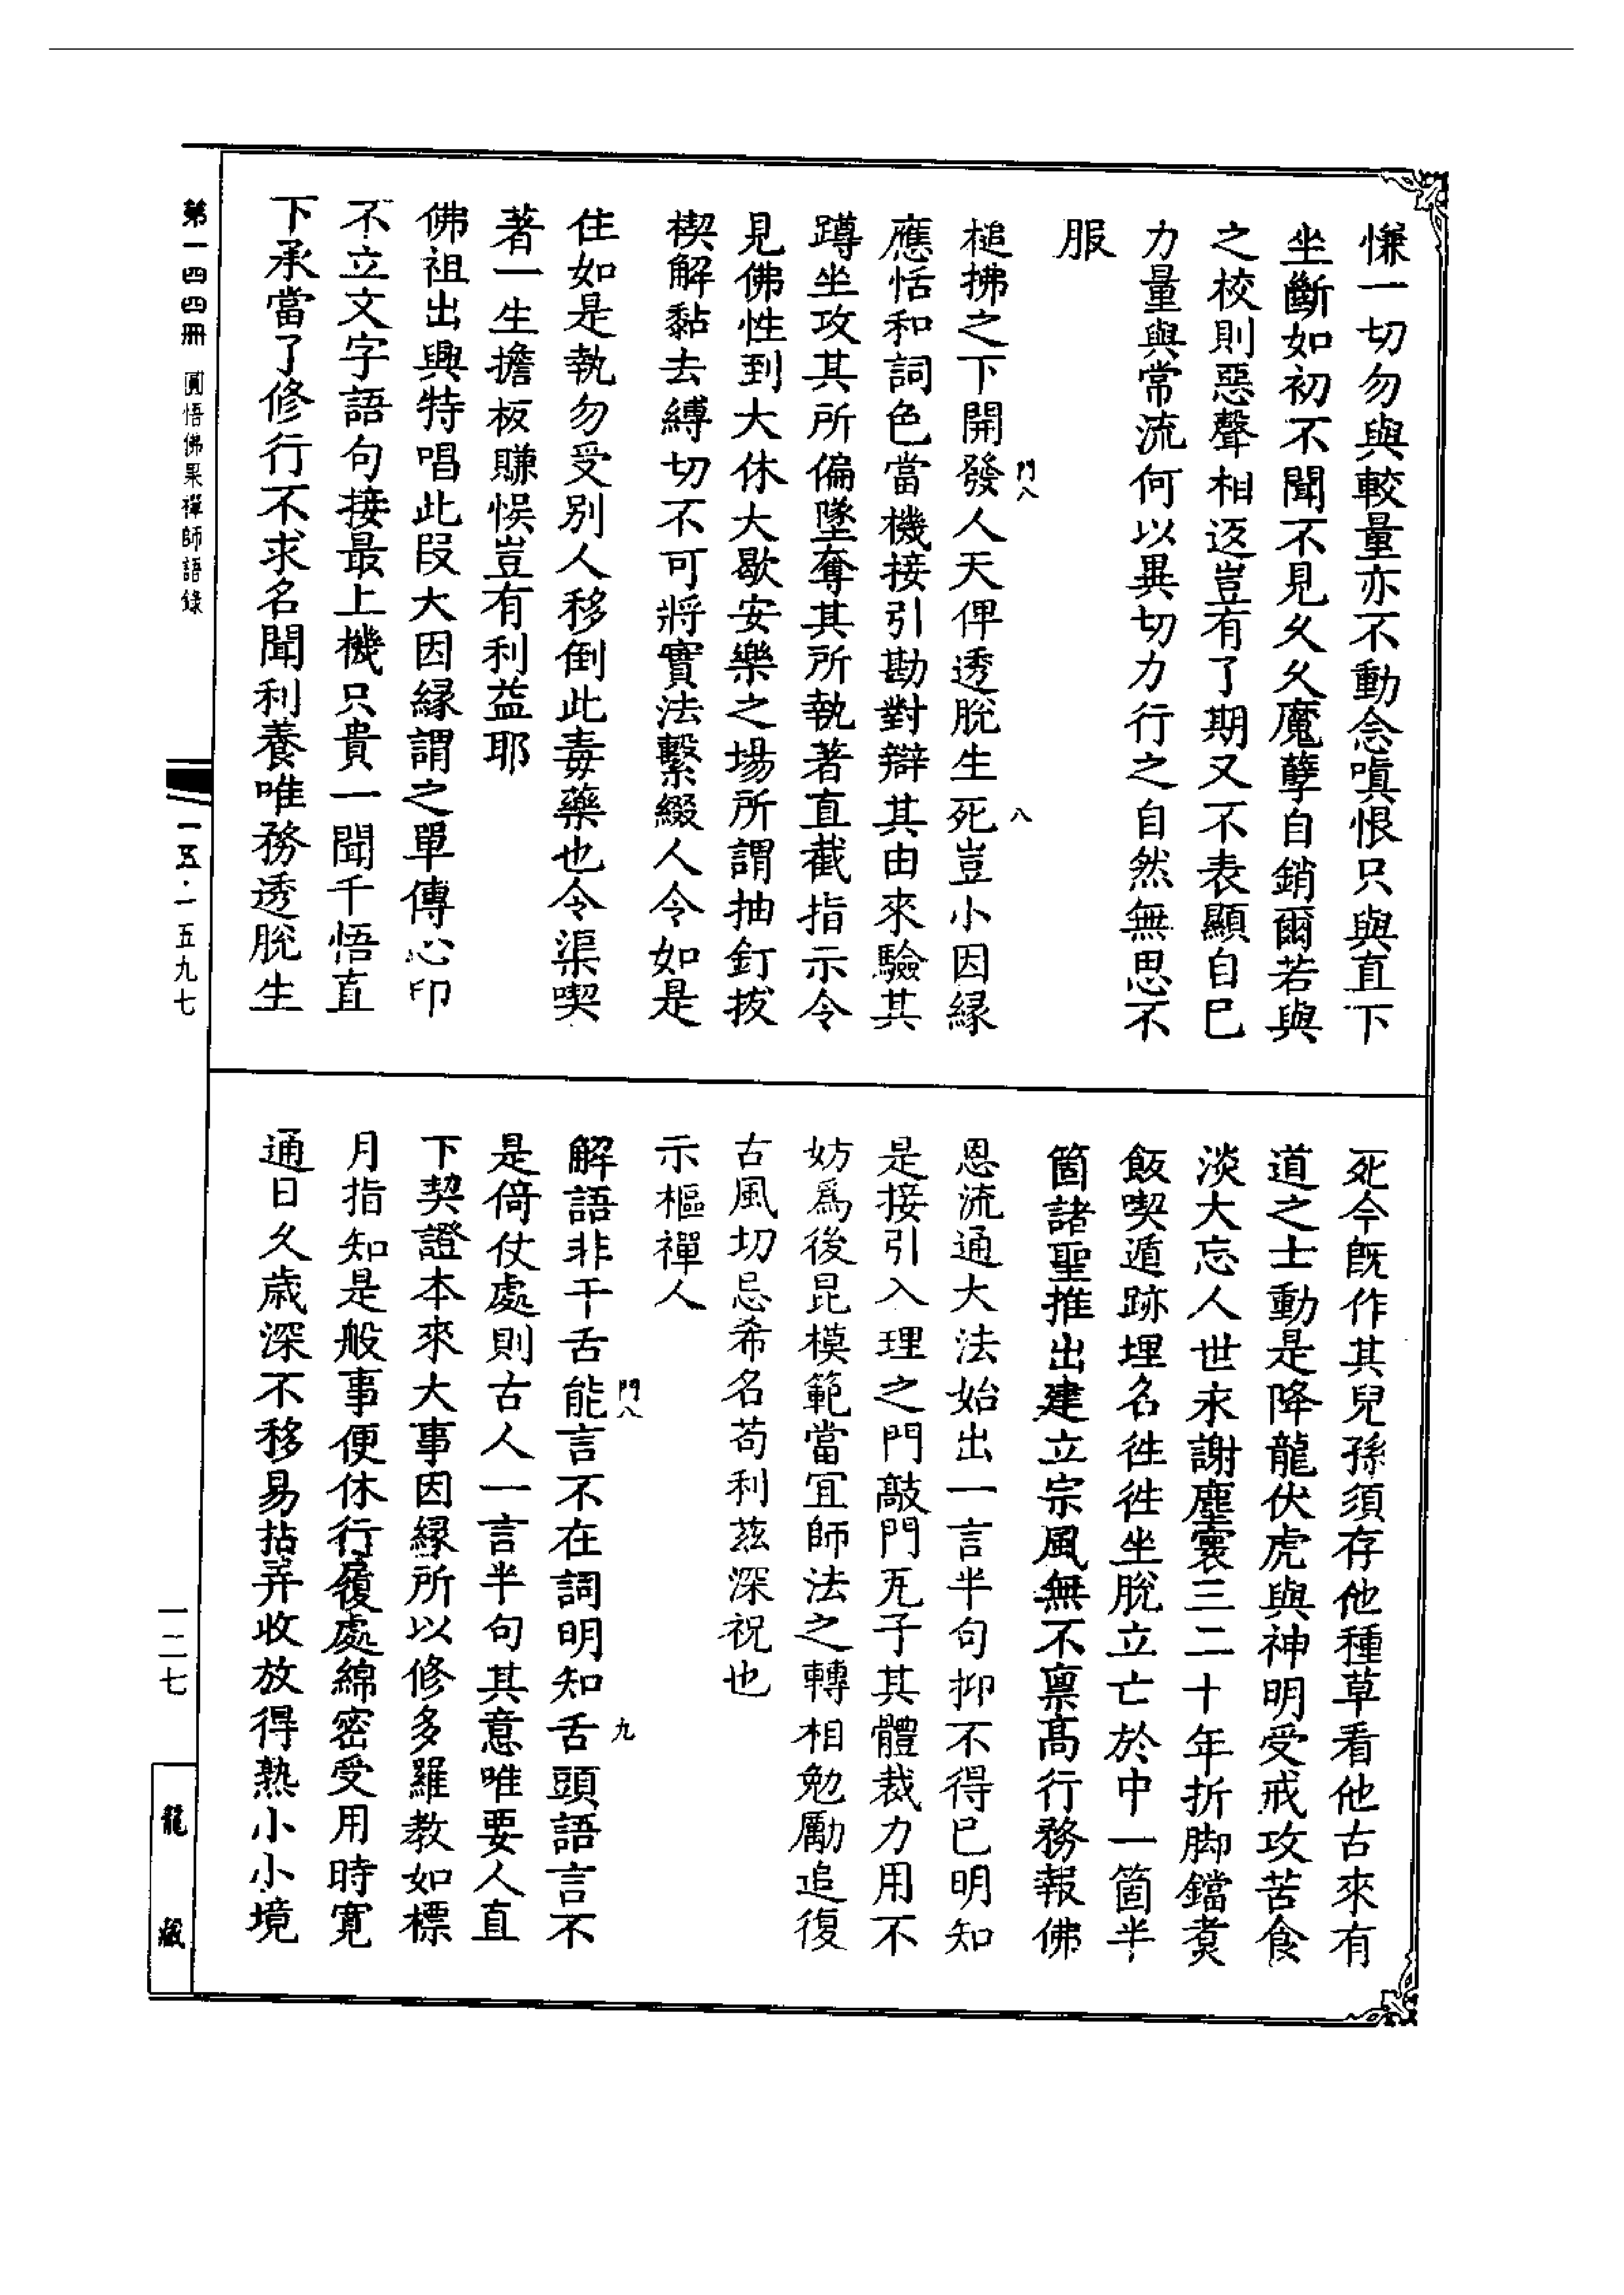 慊一切勿與較量亦不動念嗔恨只與直下
坐斷如初不聞不見久久魔孽自銷爾若與
之校則惡聲相返豈有了期又不表顯自己
力量與常流何以異切力行之自然無思不
服
槌拂之下開發人天俾透脫生死豈小因緣
門八
八
應恬和詞色當機接引勘對辯其由來驗其
蹲坐攻其所偏墜奪其所執著直截指示令
見佛性到大休大歇安樂之場所謂抽釘拔
楔解黏去縛切不可將實法繫綴人令如是
住如是執勿受別人移倒此毒藥也令渠喫
著一生擔板賺悞豈有利益耶
佛祖出興特唱此段大因緣謂之單傳心印
不立文字語句接最上機只貴一聞千悟直
下承當了修行不求名聞利養唯務透脫生
死今旣作其兒孫須存他種草看他古來有
道之士動是降龍伏虎與神明受戒攻苦食
淡大忘人世永謝塵寰三二十年折脚鐺煮
飯喫遁跡埋名徃徃坐脫立亡於中一箇半
箇諸聖推出建立宗風無不禀高行務報佛
恩流通大法始出一言半句抑不得已明知
是接引入理之門敲門瓦子其體裁力用不
妨爲後昆模範當宜師法之轉相勉勵追復
古風切忌希名苟利茲深祝也
示樞禪人
解語非干舌能言不在詞明知舌頭語言不
門八
九
是倚仗處則古人一言半句其意唯要人直
下契證本來大事因緣所以修多羅教如標
月指知是般事便休行履處綿密受用時寬
通日久歲深不移易拈弄收放得熟小小境
第一四四冊 圓悟佛果禪師語錄
一五·一五九七
一二七
龍藏